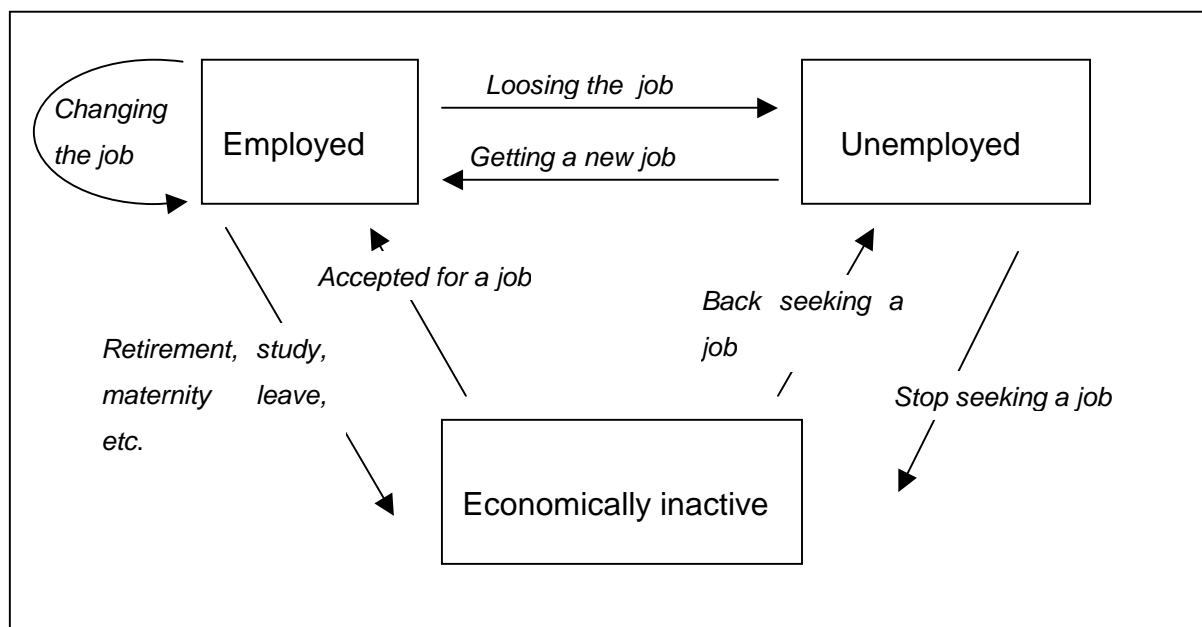 Loosing the job
Changing
the job
Employed
Unemployed
Getting a new job
Accepted for a job
Back seeking a
job
Retirement, study,
maternity leave,
etc.
Stop seeking a job
Economically inactive